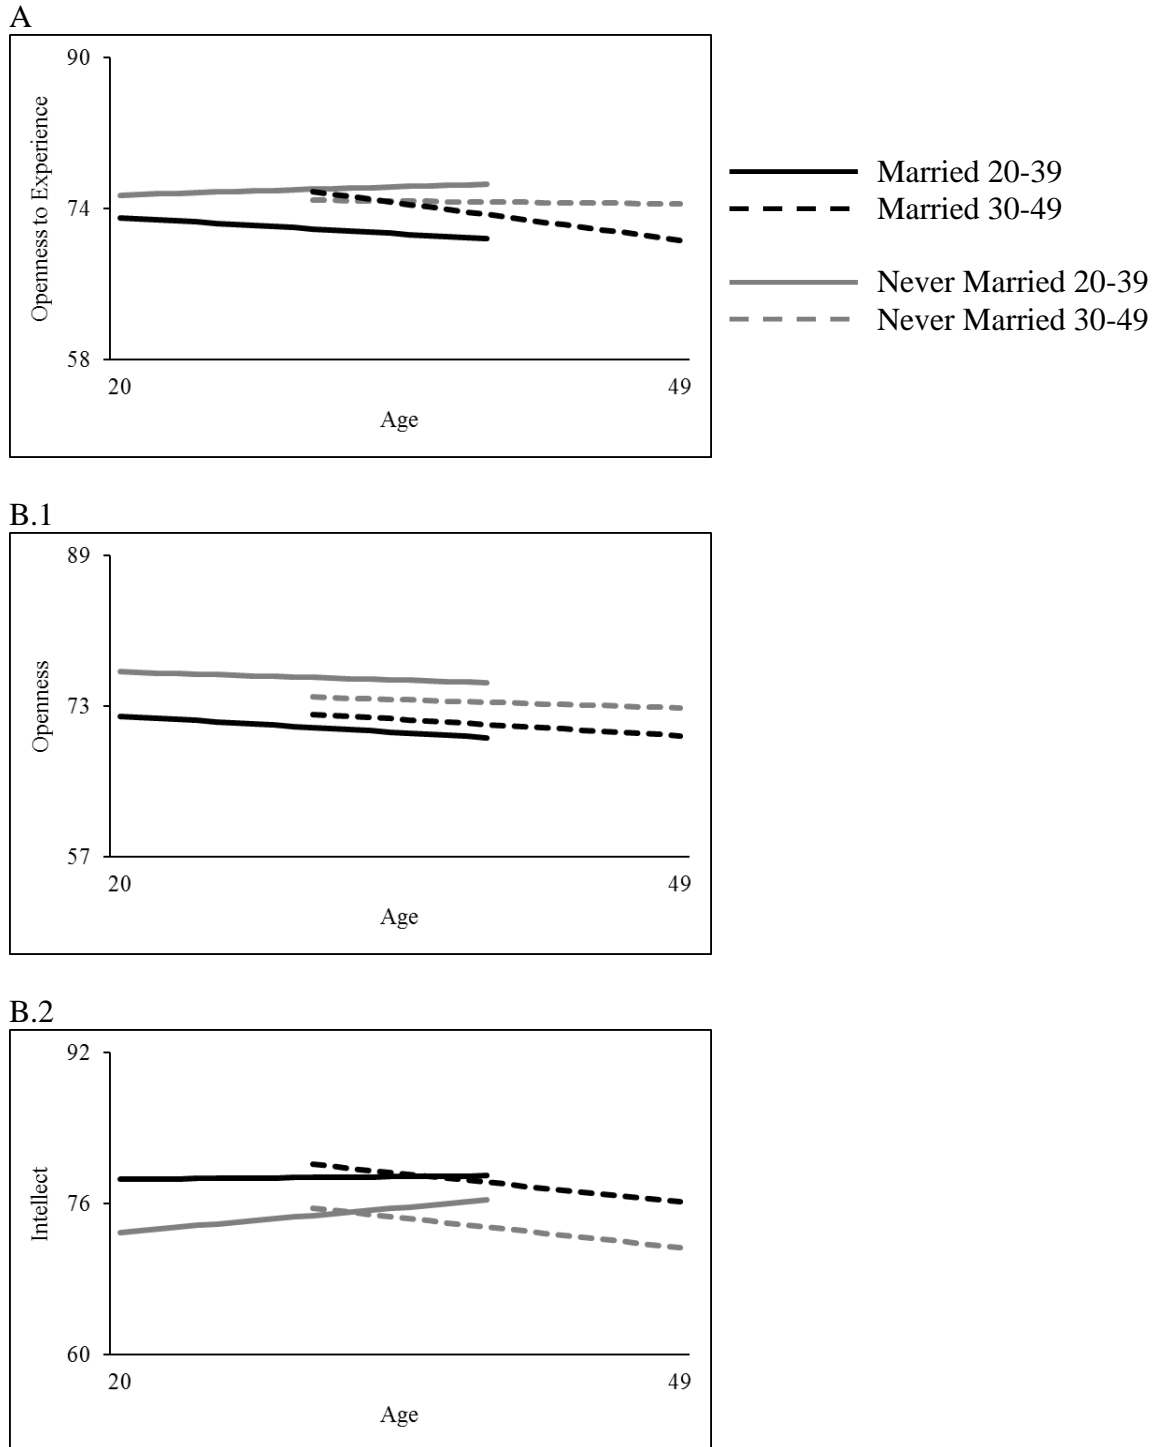 A
90
Openness to Experience
74
58
20
49
Age
Married 20-39
Married 30-49
Never Married 20-39
Never Married 30-49
B.1
89
Openness
73
57
20
49
Age
B.2
92
Intellect
76
60
20
49
Age